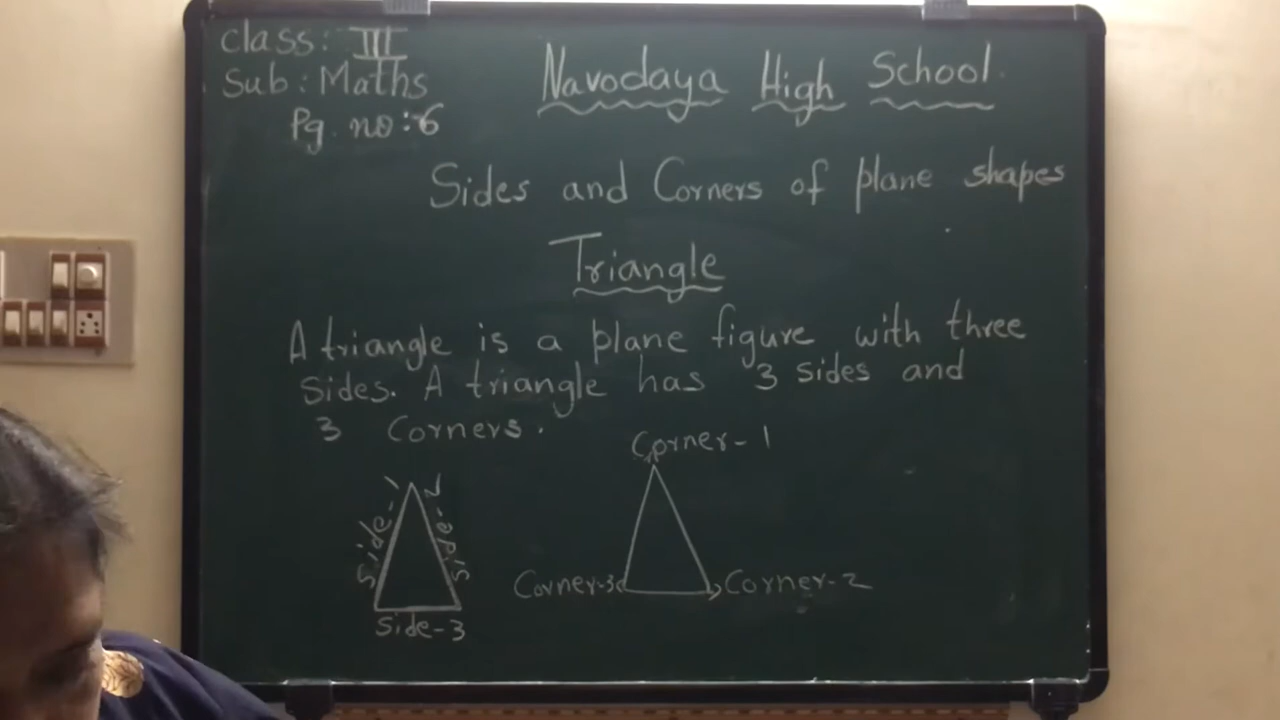 Class: III
Navodaya High School.
Sub: Maths
Pg. no: 6
Sides and Corners of plane shapes
Triangle
A triangle is a plane figure with three
Sides. A triangle has 3 sides and
3 Corners.
Corner-1
Side-1
Side-2
Side-3
Corner-3
Corner-2